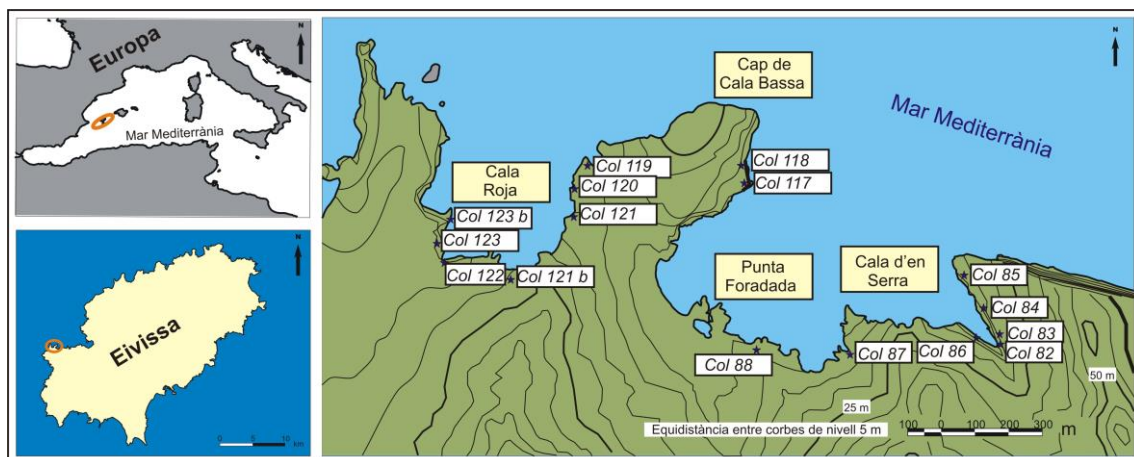 N
Europa
Mar Mediterrània
N
Eivissa
0 5 10
km
N
Cap de
Cala Bassa
Mar Mediterrània
Cala
Roja
Col 119
Col 118
Col 120
Col 117
Col 123 b
Col 121
Col 123
Col 122
Col 121 b
Punta
Foradada
Cala d'en
Serra
Col 85
Col 84
Col 83
Col 82
Col 86
Col 87
Col 88
50 m
25 m
Equidistància entre corbes de nivell 5 m
100 0 100 200 300 m